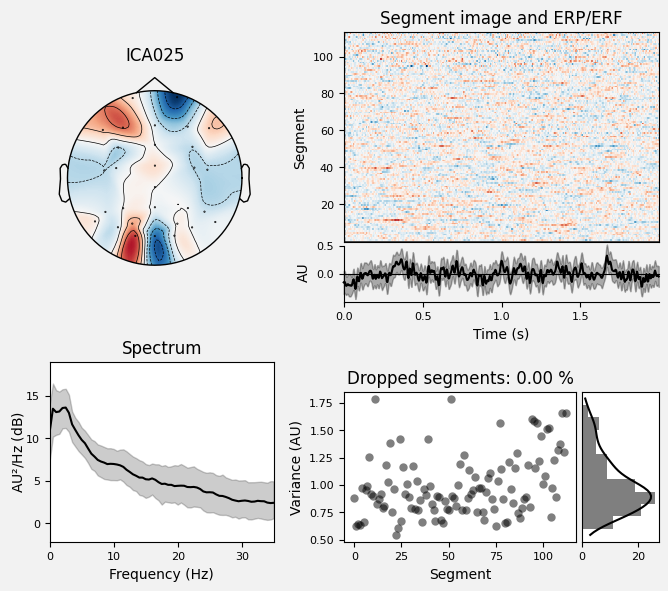 ICA025
Segment image and ERP/ERF
Segment
100
80
60
40
20
AU
0.5
0.0
0.0 0.5 1.0 1.5
Time (s)
Spectrum
AU²/Hz (dB)
15
10
5
0
0 10 20 30
Frequency (Hz)
Dropped segments: 0.00 %
Variance (AU)
1.75
1.50
1.25
1.00
0.75
0.50
0 25 50 75 100
Segment
0 20